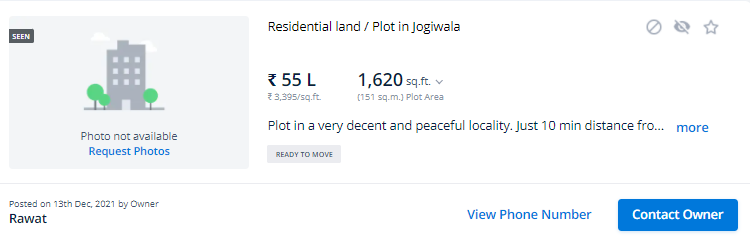 SEEN
Photo not available
Request Photos
Residential land / Plot in Jogiwala
₹ 55 L
₹ 3,395/sq.ft.
1,620 sq.ft.
(151 sq.m.) Plot Area
Plot in a very decent and peaceful locality. Just 10 min distance fro... more
READY TO MOVE
Posted on 13th Dec, 2021 by Owner
Rawat
View Phone Number
Contact Owner